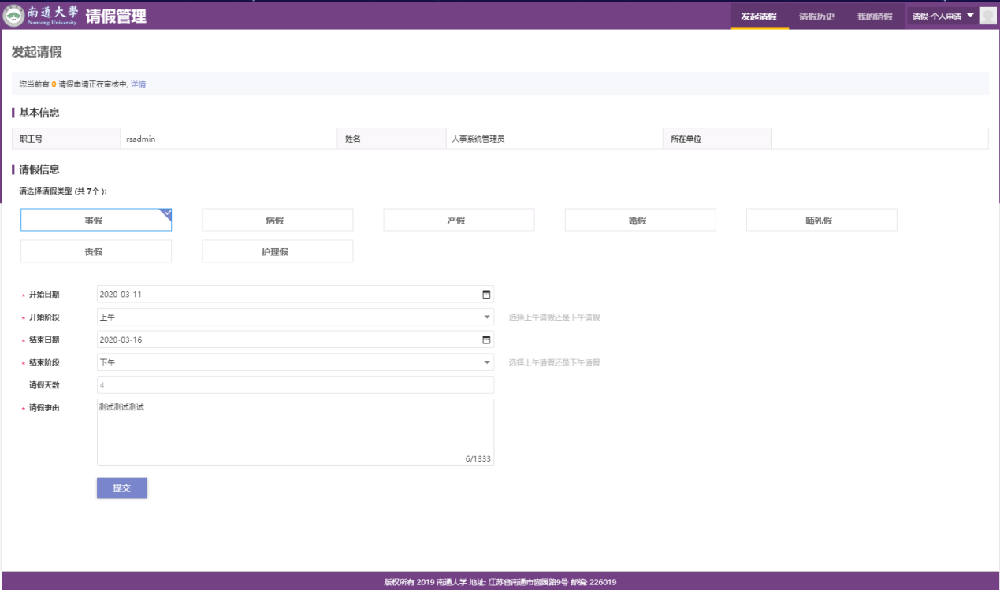 南通大學 Nantong University 请假管理 发起请假 请假历史 我的销假 请假-个人申请
发起请假
您当前有 0 请假申请正在审核中, 详情
基本信息
职工号 rsadmin 姓名 人事系统管理员 所在单位
请假信息
请选择请假类型 (共 7个 ):
事假 病假 产假 婚假 哺乳假
丧假 护理假
* 开始日期 2020-03-11
* 开始阶段 上午 选择上午请假还是下午请假
* 结束日期 2020-03-16
* 结束阶段 下午 选择上午请假还是下午请假
请假天数 4
* 请假事由 测试测试测试
6/1333
提交
版权所有 2019 南通大学 地址: 江苏省南通市啬园路9号 邮编: 226019